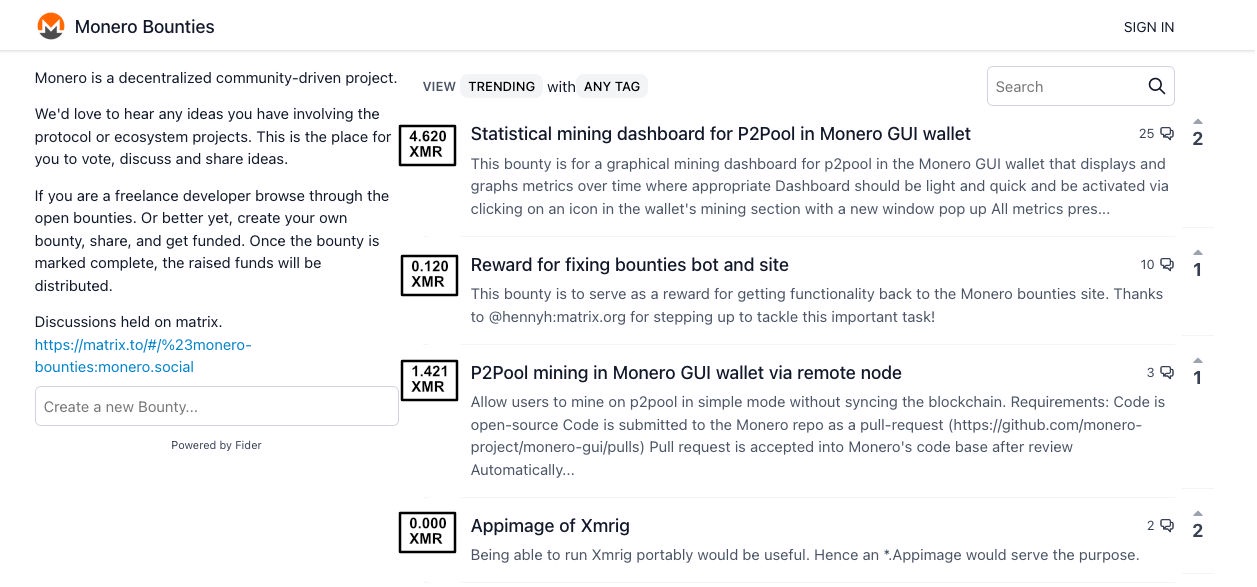 Monero Bounties
SIGN IN
Monero is a decentralized community-driven project.
We'd love to hear any ideas you have involving the
protocol or ecosystem projects. This is the place for
you to vote, discuss and share ideas.
If you are a freelance developer browse through the
open bounties. Or better yet, create your own
bounty, share, and get funded. Once the bounty is
marked complete, the raised funds will be
distributed.
Discussions held on matrix.
https://matrix.to/#/%23monero-
bounties:monero.social
Create a new Bounty...
Powered by Fider
VIEW TRENDING with ANY TAG
Search
4.620
XMR
Statistical mining dashboard for P2Pool in Monero GUI wallet
25
2
This bounty is for a graphical mining dashboard for p2pool in the Monero GUI wallet that displays and
graphs metrics over time where appropriate Dashboard should be light and quick and be activated via
clicking on an icon in the wallet's mining section with a new window pop up All metrics pres...
0.120
XMR
Reward for fixing bounties bot and site
10
1
This bounty is to serve as a reward for getting functionality back to the Monero bounties site. Thanks
to @hennyh:matrix.org for stepping up to tackle this important task!
1.421
XMR
P2Pool mining in Monero GUI wallet via remote node
3
1
Allow users to mine on p2pool in simple mode without syncing the blockchain. Requirements: Code is
open-source Code is submitted to the Monero repo as a pull-request (https://github.com/monero-
project/monero-gui/pulls) Pull request is accepted into Monero's code base after review
Automatically...
0.000
XMR
Appimage of Xmrig
2
2
Being able to run Xmrig portably would be useful. Hence an *.Appimage would serve the purpose.